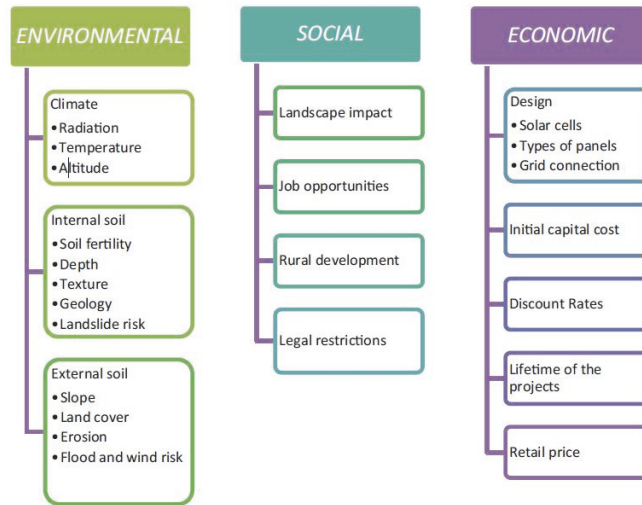 ENVIRONMENTAL
Climate
• Radiation
• Temperature
• Altitude
Internal soil
• Soil fertility
• Depth
• Texture
• Geology
• Landslide risk
External soil
• Slope
• Land cover
• Erosion
• Flood and wind risk
SOCIAL
Landscape impact
Job opportunities
Rural development
Legal restrictions
ECONOMIC
Design
• Solar cells
• Types of panels
• Grid connection
Initial capital cost
Discount Rates
Lifetime of the
projects
Retail price